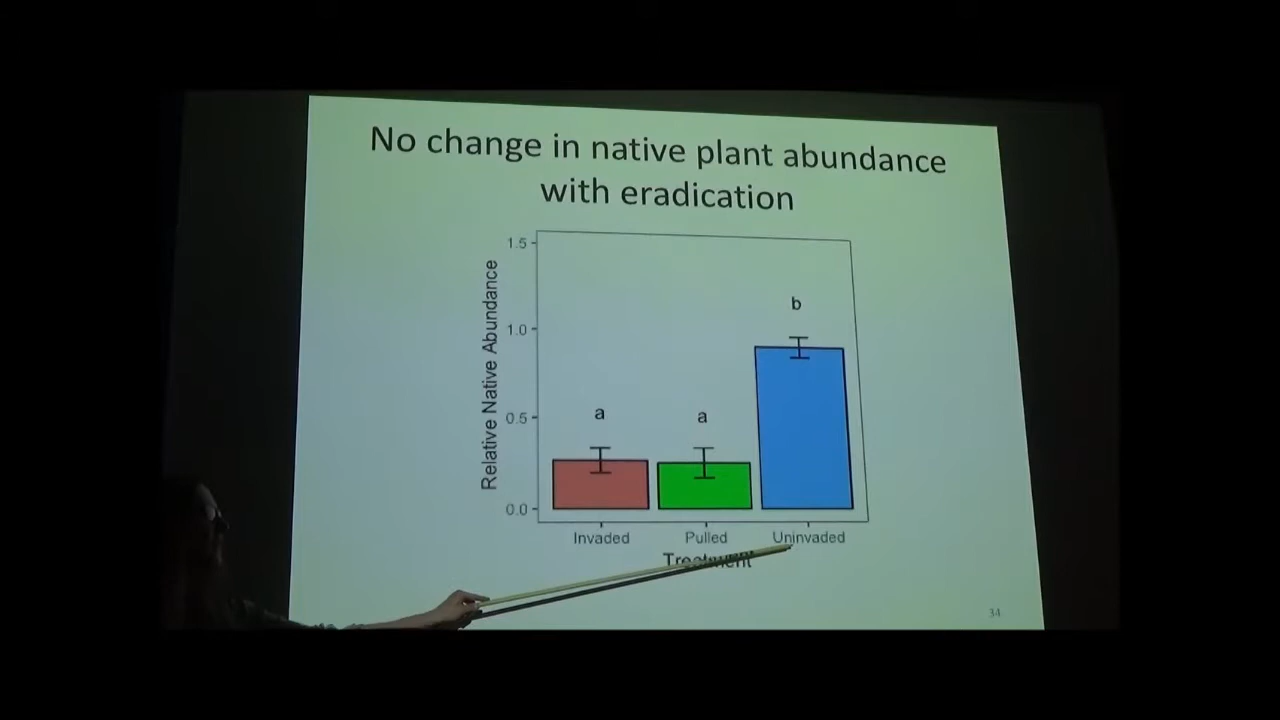 No change in native plant abundance
with eradication
Relative Native Abundance
1.5
1.0
0.5
0.0
a
a
b
Invaded
Pulled
Uninvaded
Treatment
34